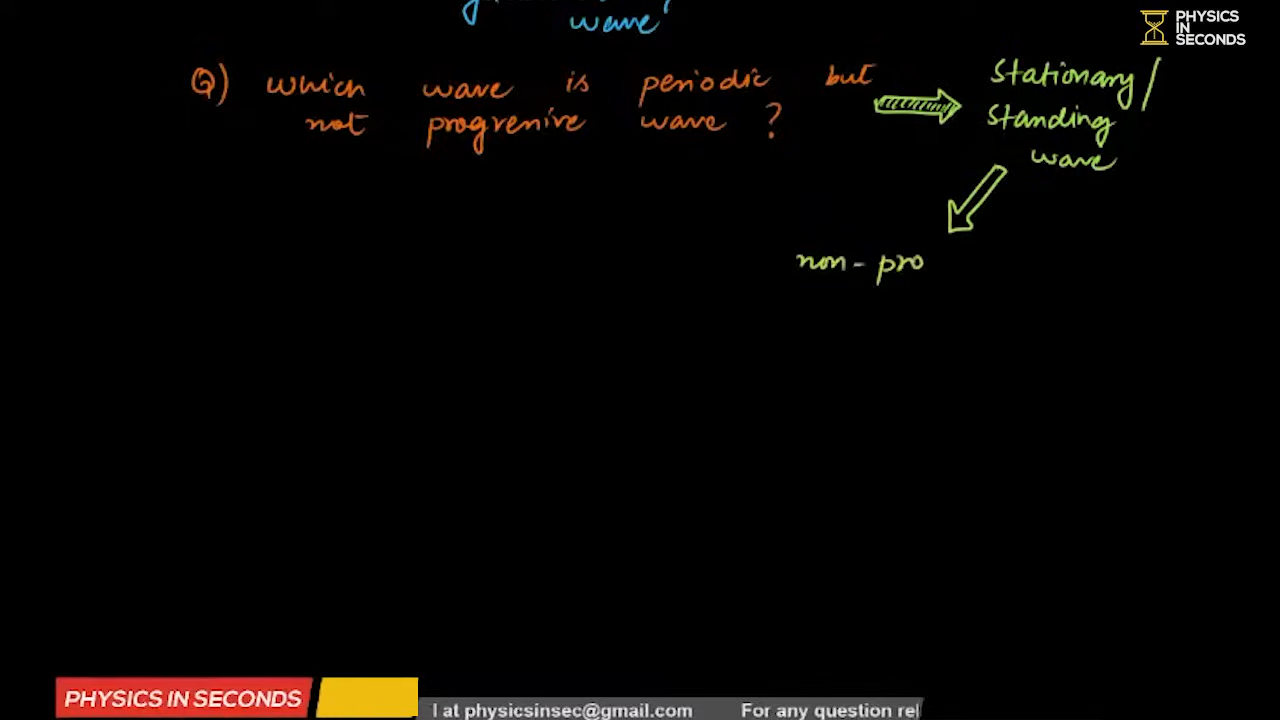 wave
PHYSICS
IN
SECONDS
Q) which wave is periodic but
not progressive wave ?
Stationary/
Standing
wave
non-pro
PHYSICS IN SECONDS
l at physicsinsec@gmail.com For any question rel